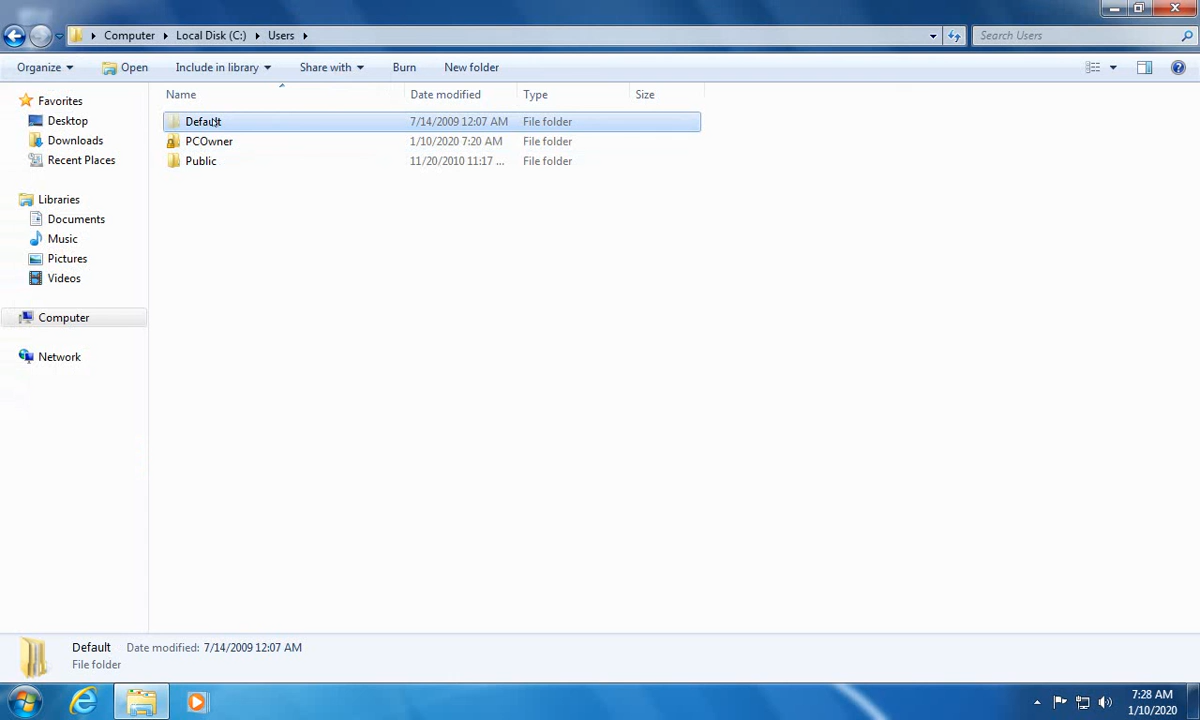 Computer Local Disk (C:) Users
Search Users
Organize Open Include in library Share with Burn New folder
Name Date modified Type Size
Favorites
Desktop
Downloads
Recent Places
Libraries
Documents
Music
Pictures
Videos
Computer
Network
Default 7/14/2009 12:07 AM File folder
PCOwner 1/10/2020 7:20 AM File folder
Public 11/20/2010 11:17 ... File folder
Default Date modified: 7/14/2009 12:07 AM
File folder
7:28 AM
1/10/2020